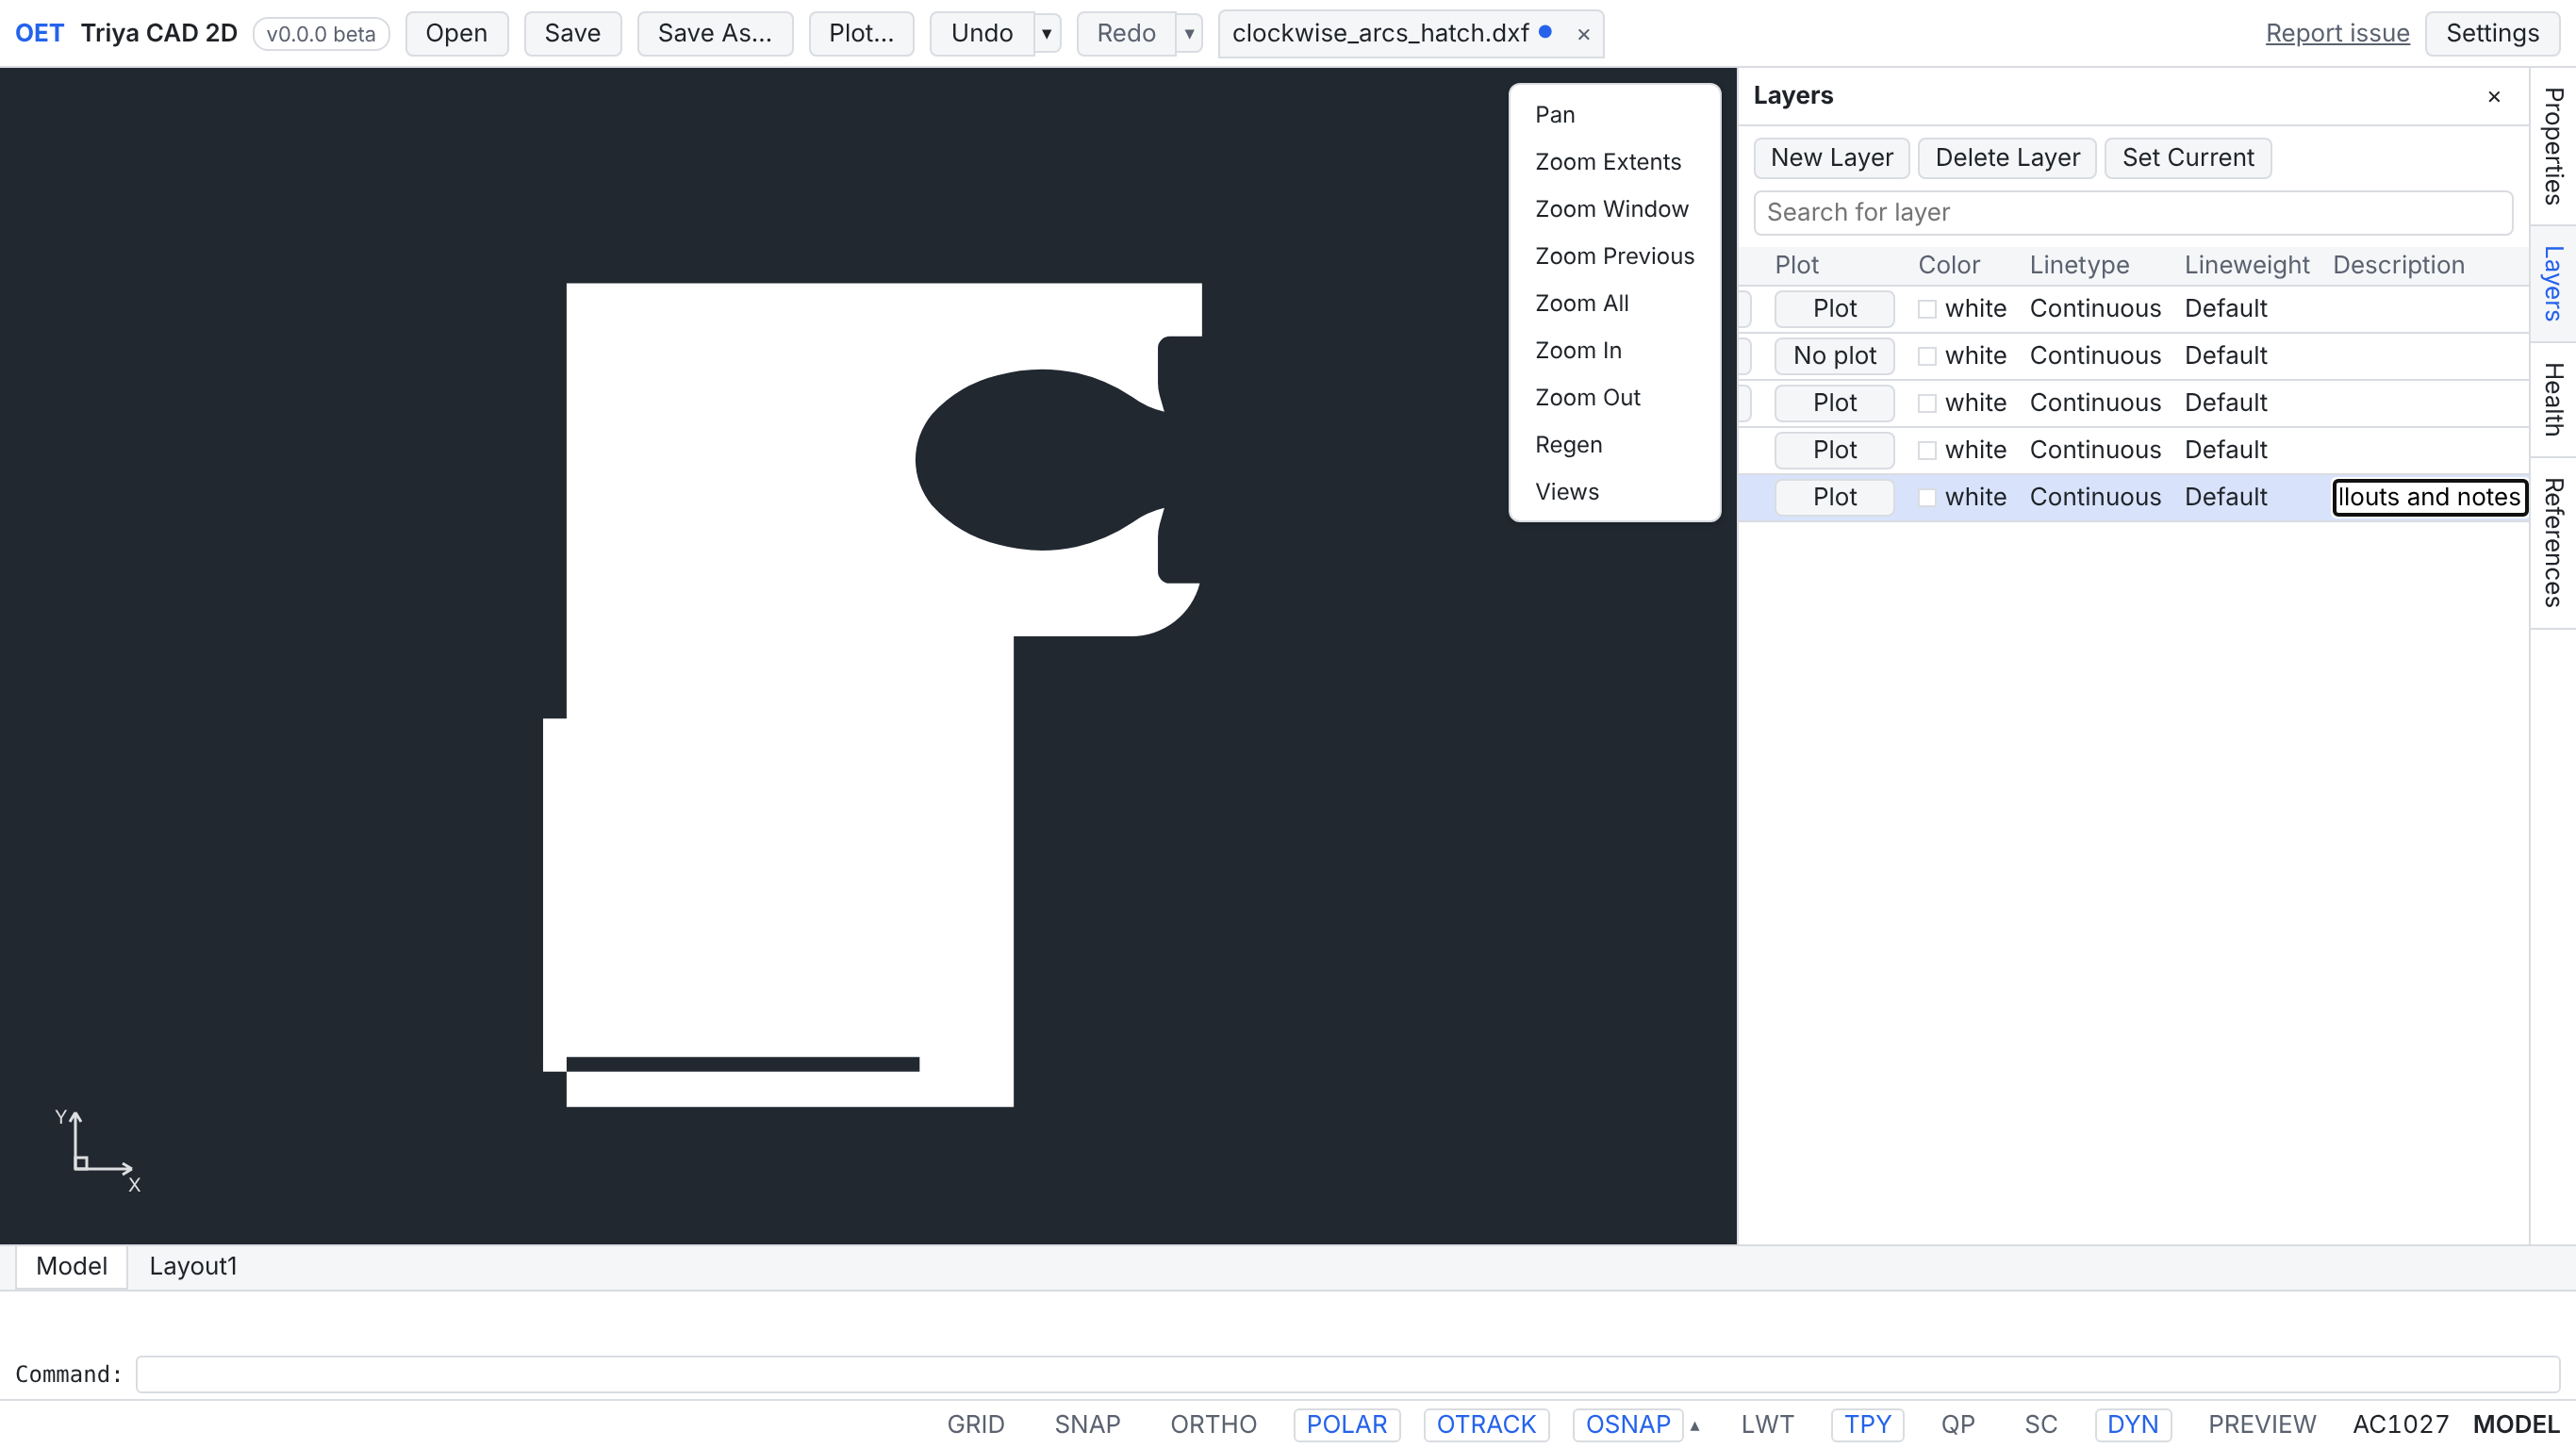 OET Triya CAD 2D v0.0.0 beta Open Save Save As... Plot... Undo ▾ Redo ▾ clockwise_arcs_hatch.dxf × Report issue Settings
Pan
Zoom Extents
Zoom Window
Zoom Previous
Zoom All
Zoom In
Zoom Out
Regen
Views
Layers ×
New Layer Delete Layer Set Current
Search for layer
Plot Color Linetype Lineweight Description
Plot white Continuous Default
No plot white Continuous Default
Plot white Continuous Default
Plot white Continuous Default
Plot white Continuous Default llouts and notes
Properties
Layers
Health
References
Y
X
Model Layout1
Command:
GRID SNAP ORTHO POLAR OTRACK OSNAP ▴ LWT TPY QP SC DYN PREVIEW AC1027 MODEL